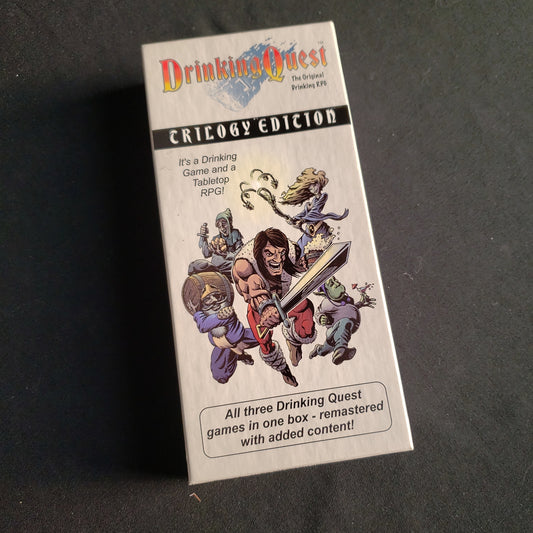 DrinkingQuest™
The Original
Drinking RPG
TRILOGY EDITION
It's a Drinking
Game and a
Tabletop
RPG!
All three Drinking Quest
games in one box - remastered
with added content!